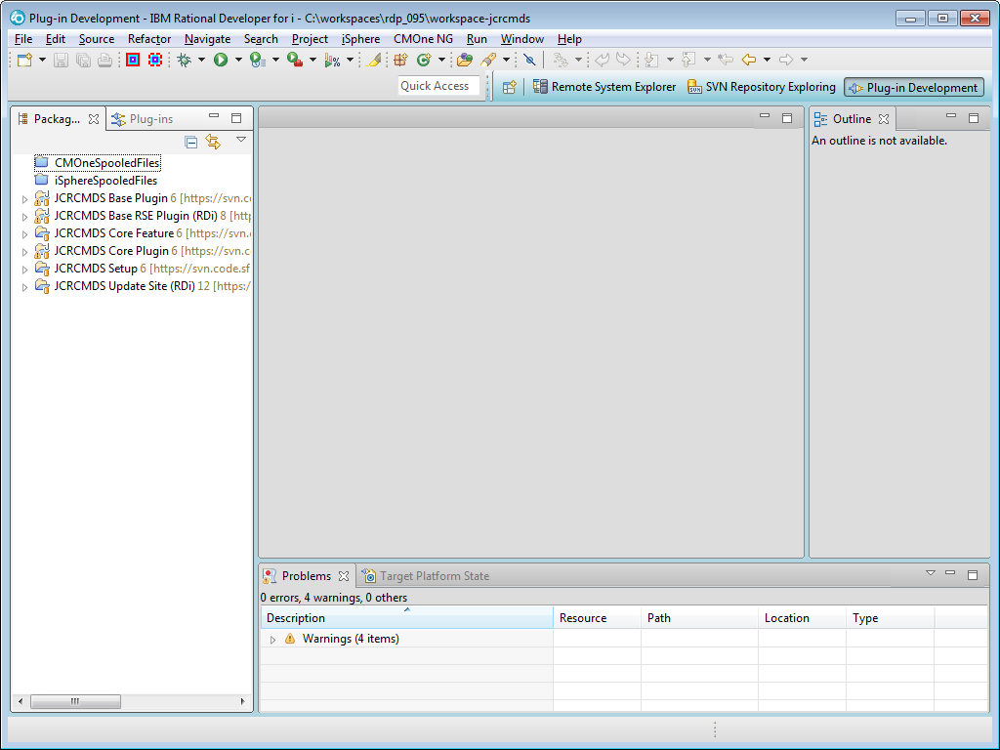 Plug-in Development - IBM Rational Developer for i - C:\workspaces\rdp_095\workspace-jcrcmds
File Edit Source Refactor Navigate Search Project iSphere CMOne NG Run Window Help
Quick Access Remote System Explorer SVN Repository Exploring Plug-in Development
Packag... Plug-ins
CMOneSpooledFiles
iSphereSpooledFiles
JCRCMDS Base Plugin 6 [https://svn.c
JCRCMDS Base RSE Plugin (RDi) 8 [http
JCRCMDS Core Feature 6 [https://svn.
JCRCMDS Core Plugin 6 [https://svn.c
JCRCMDS Setup 6 [https://svn.code.sf
JCRCMDS Update Site (RDi) 12 [https:/
Outline
An outline is not available.
Problems Target Platform State
0 errors, 4 warnings, 0 others
Description Resource Path Location Type
Warnings (4 items)